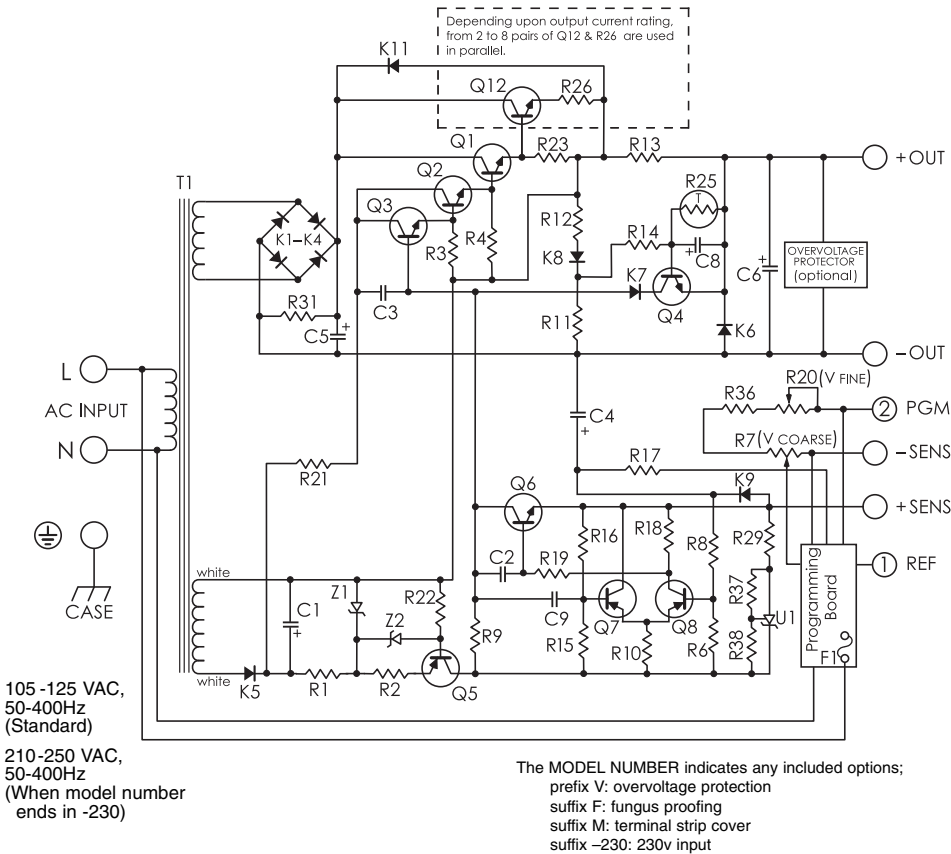 Depending upon output current rating,
from 2 to 8 pairs of Q12 & R26 are used
in parallel.
K11
Q12
R26
Q1
R23
R13
+OUT
T1
Q2
Q3
R25
T
R12
R14
K1–K4
R3
R4
K8
+
C8
C6
+
OVERVOLTAGE
PROTECTOR
(optional)
R31
C3
K7
Q4
C5
+
R11
K6
–OUT
L
AC INPUT
N
R20(V FINE)
R36
2 PGM
C4
+
R7(V COARSE)
R17
–SENS
R21
Q6
K9
+SENS
R16
R18
R8
R29
C2
R19
1 REF
CASE
white
Z1
R22
C1
+
Z2
C9
R37
Programming
Board
R9
Q7
Q8
U1
R15
R10
R6
R38
F1
white
K5
R1
R2
Q5
105-125 VAC,
50-400Hz
(Standard)
210-250 VAC,
50-400Hz
(When model number
ends in -230)
The MODEL NUMBER indicates any included options;
prefix V: overvoltage protection
suffix F: fungus proofing
suffix M: terminal strip cover
suffix –230: 230v input